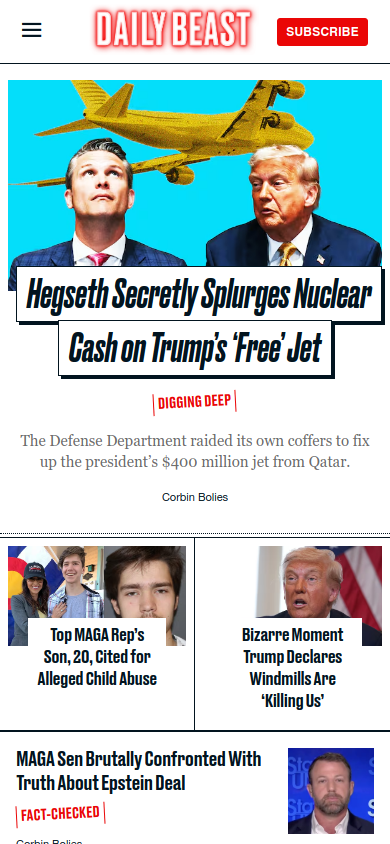 DAILY BEAST
SUBSCRIBE
Hegseth Secretly Splurges Nuclear
Cash on Trump’s ‘Free’ Jet
DIGGING DEEP
The Defense Department raided its own coffers to fix
up the president’s $400 million jet from Qatar.
Corbin Bolies
Top MAGA Rep’s
Son, 20, Cited for
Alleged Child Abuse
Bizarre Moment
Trump Declares
Windmills Are
‘Killing Us’
MAGA Sen Brutally Confronted With
Truth About Epstein Deal
FACT-CHECKED
Corbin Bolies